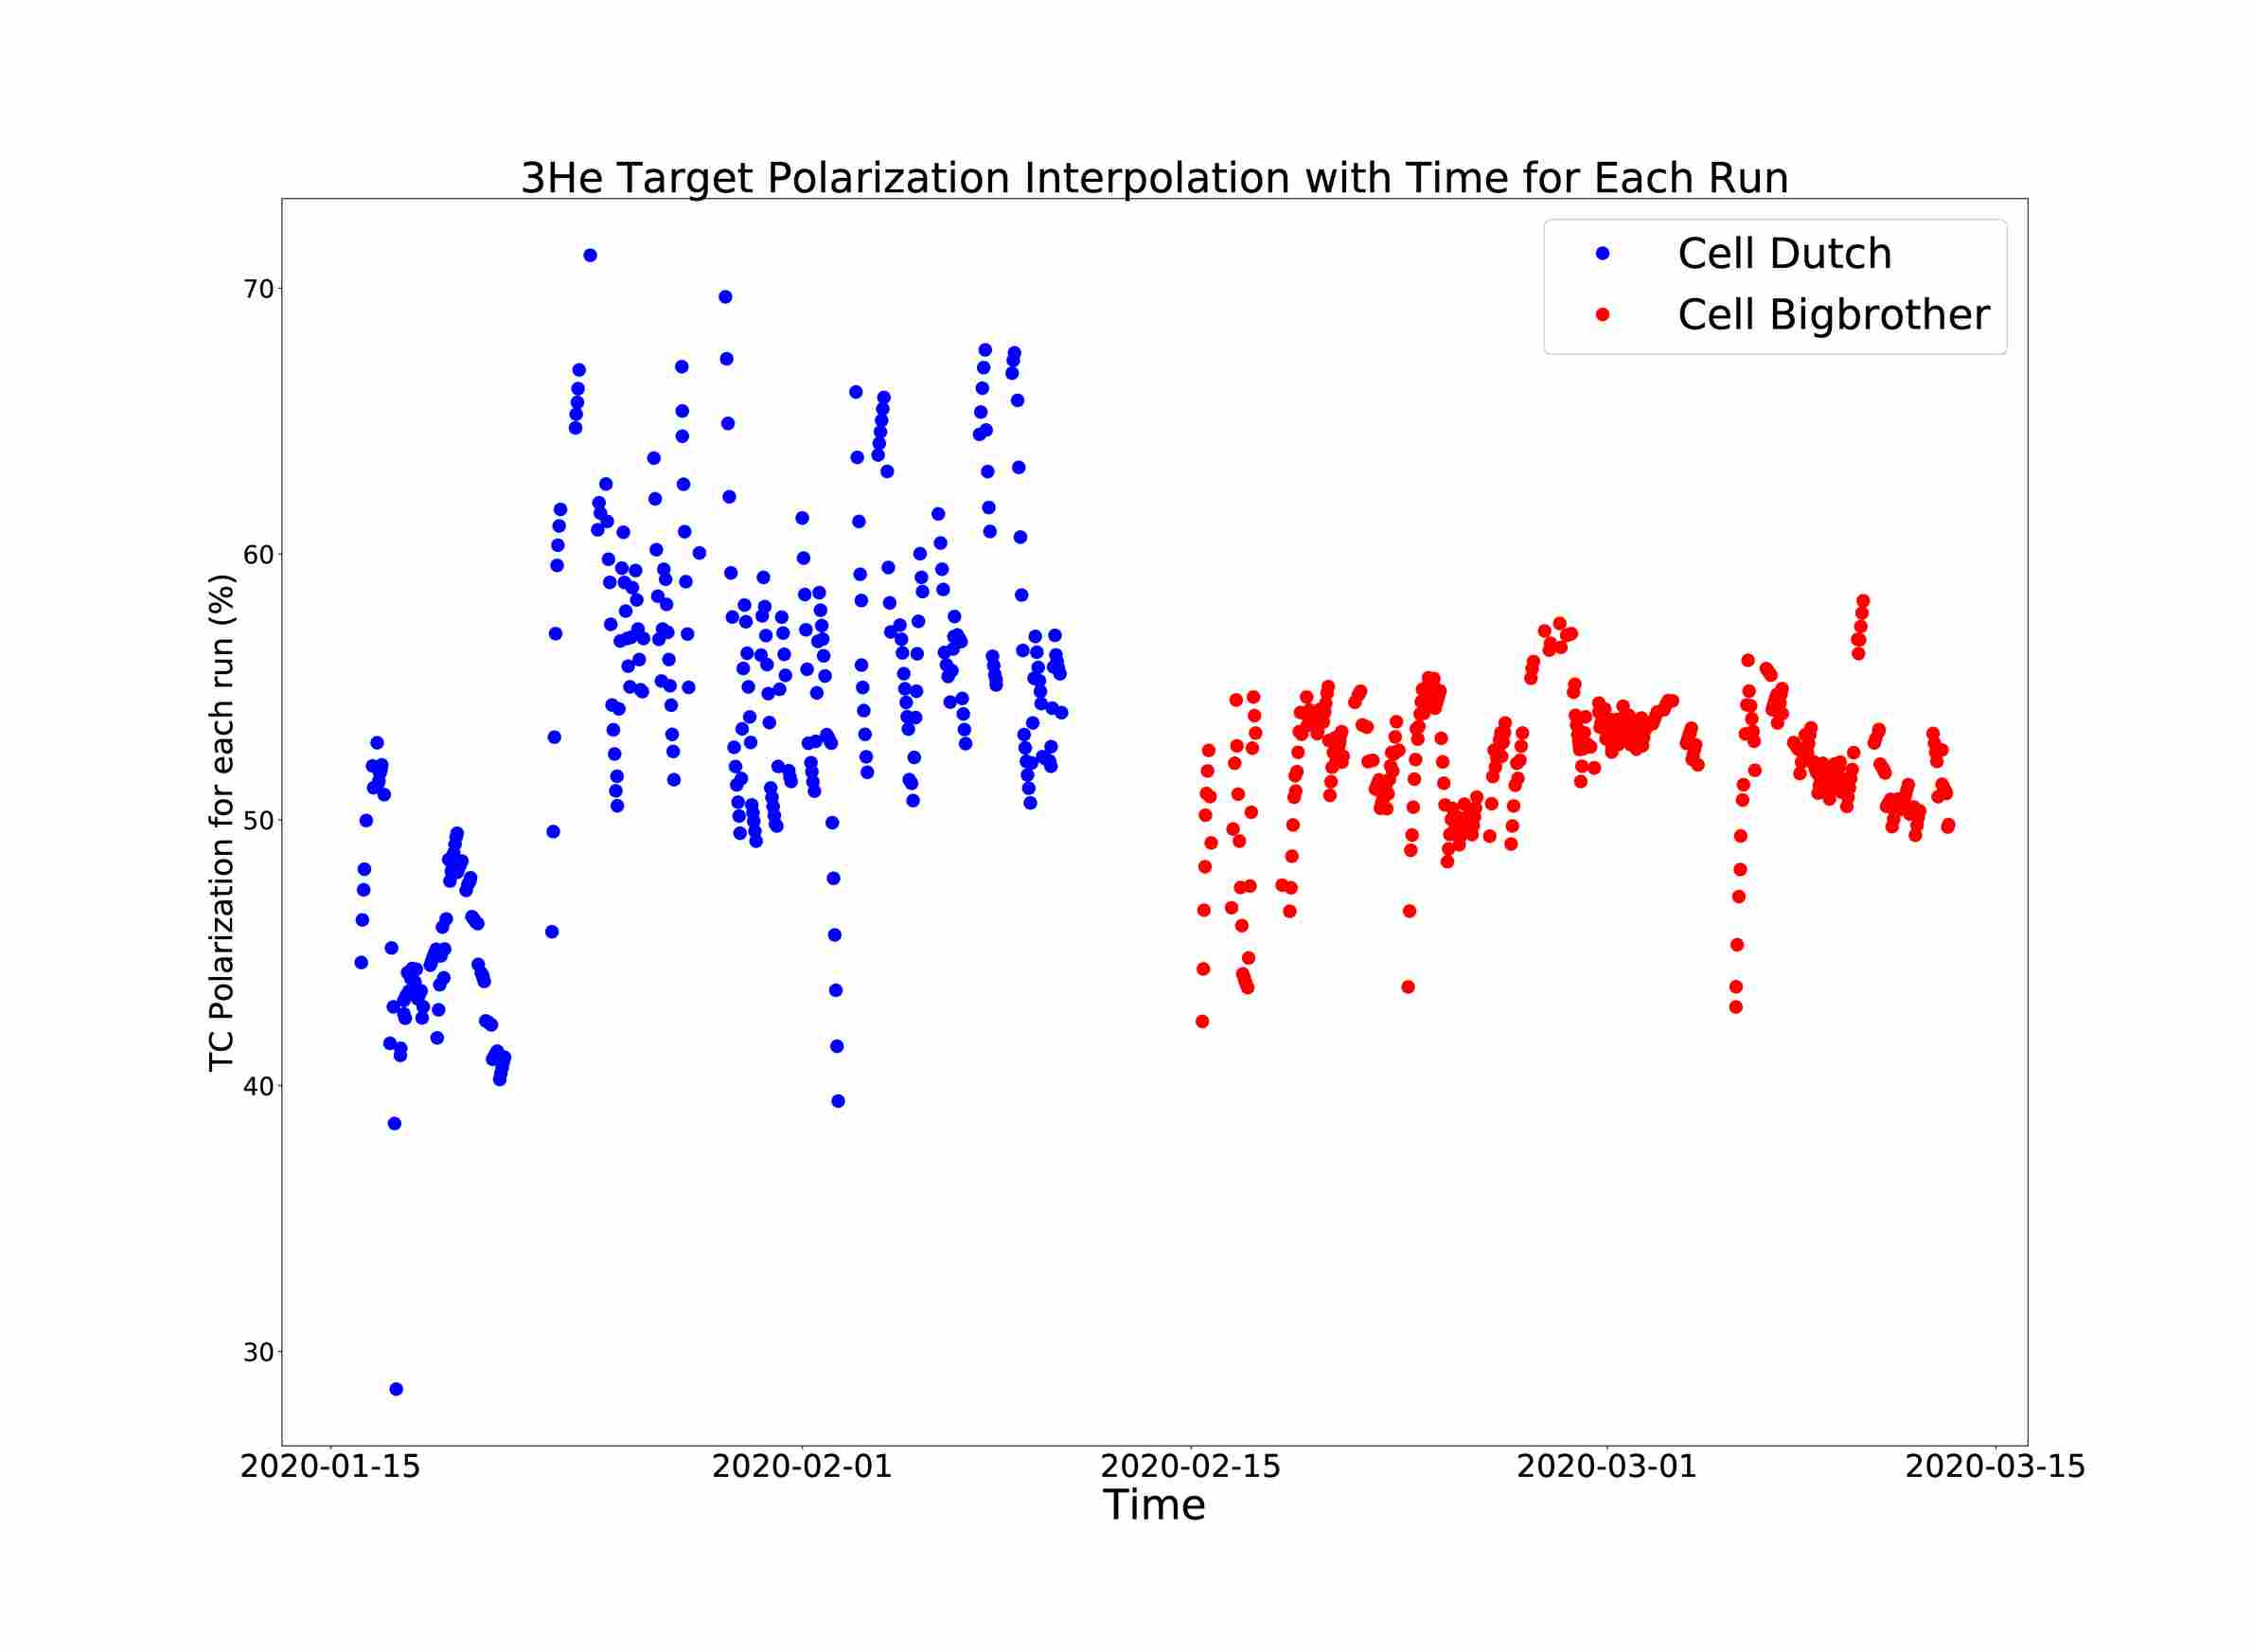 3He Target Polarization Interpolation with Time for Each Run
Cell Dutch
Cell Bigbrother
TC Polarization for each run (%)
70
60
50
40
30
2020-01-15
2020-02-01
2020-02-15
2020-03-01
2020-03-15
Time